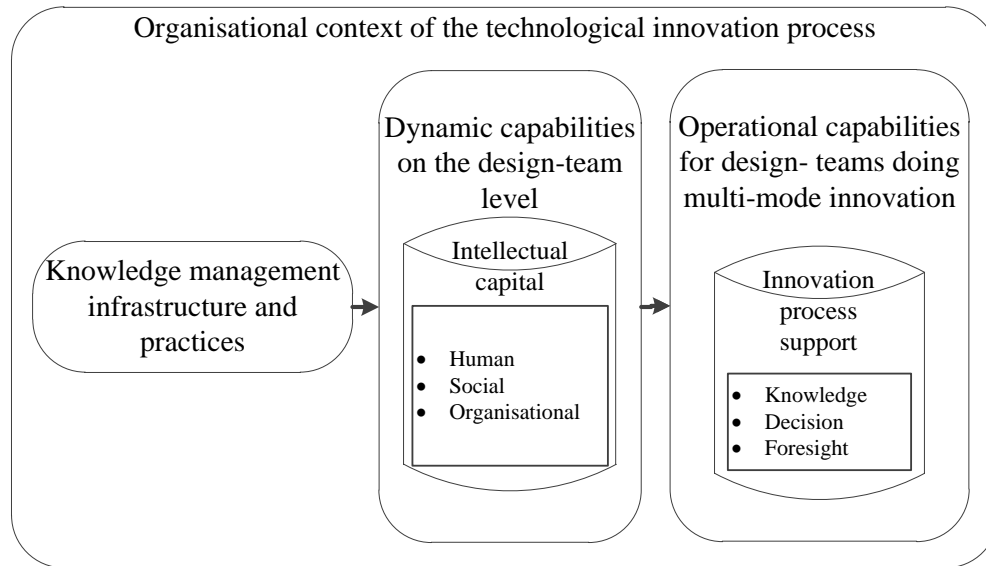 Organisational context of the technological innovation process
Knowledge management
infrastructure and
practices
Dynamic capabilities
on the design-team
level
Intellectual
capital
• Human
• Social
• Organisational
Operational capabilities
for design- teams doing
multi-mode innovation
Innovation
process
support
• Knowledge
• Decision
• Foresight